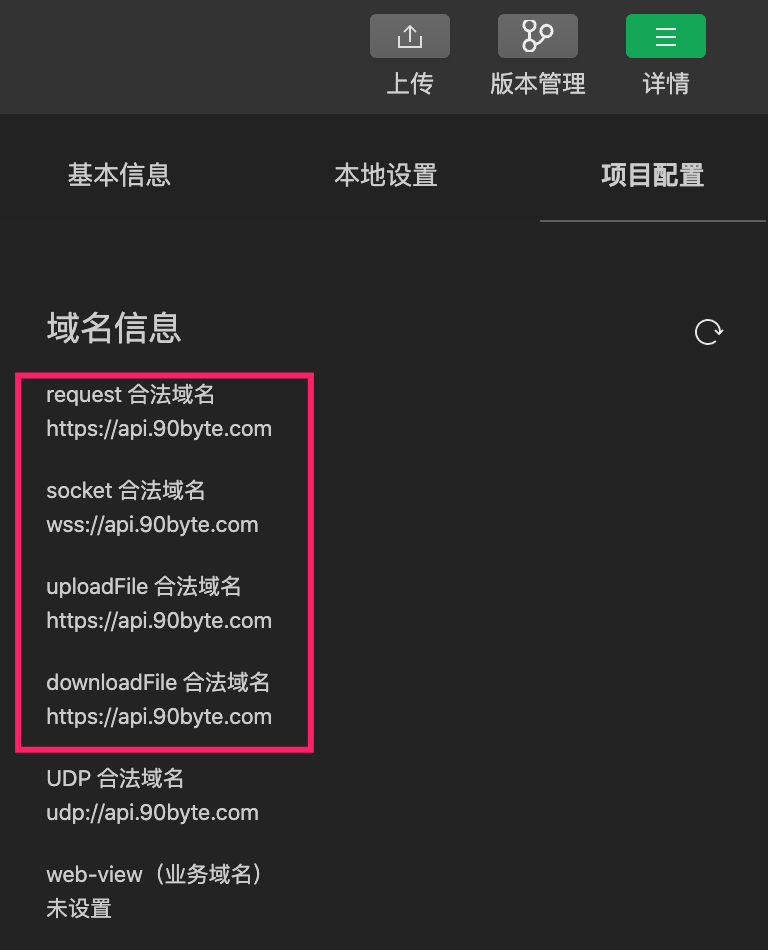 上传
版本管理
详情
基本信息
本地设置
项目配置
域名信息
request 合法域名
https://api.90byte.com
socket 合法域名
wss://api.90byte.com
uploadFile 合法域名
https://api.90byte.com
downloadFile 合法域名
https://api.90byte.com
UDP 合法域名
udp://api.90byte.com
web-view（业务域名）
未设置